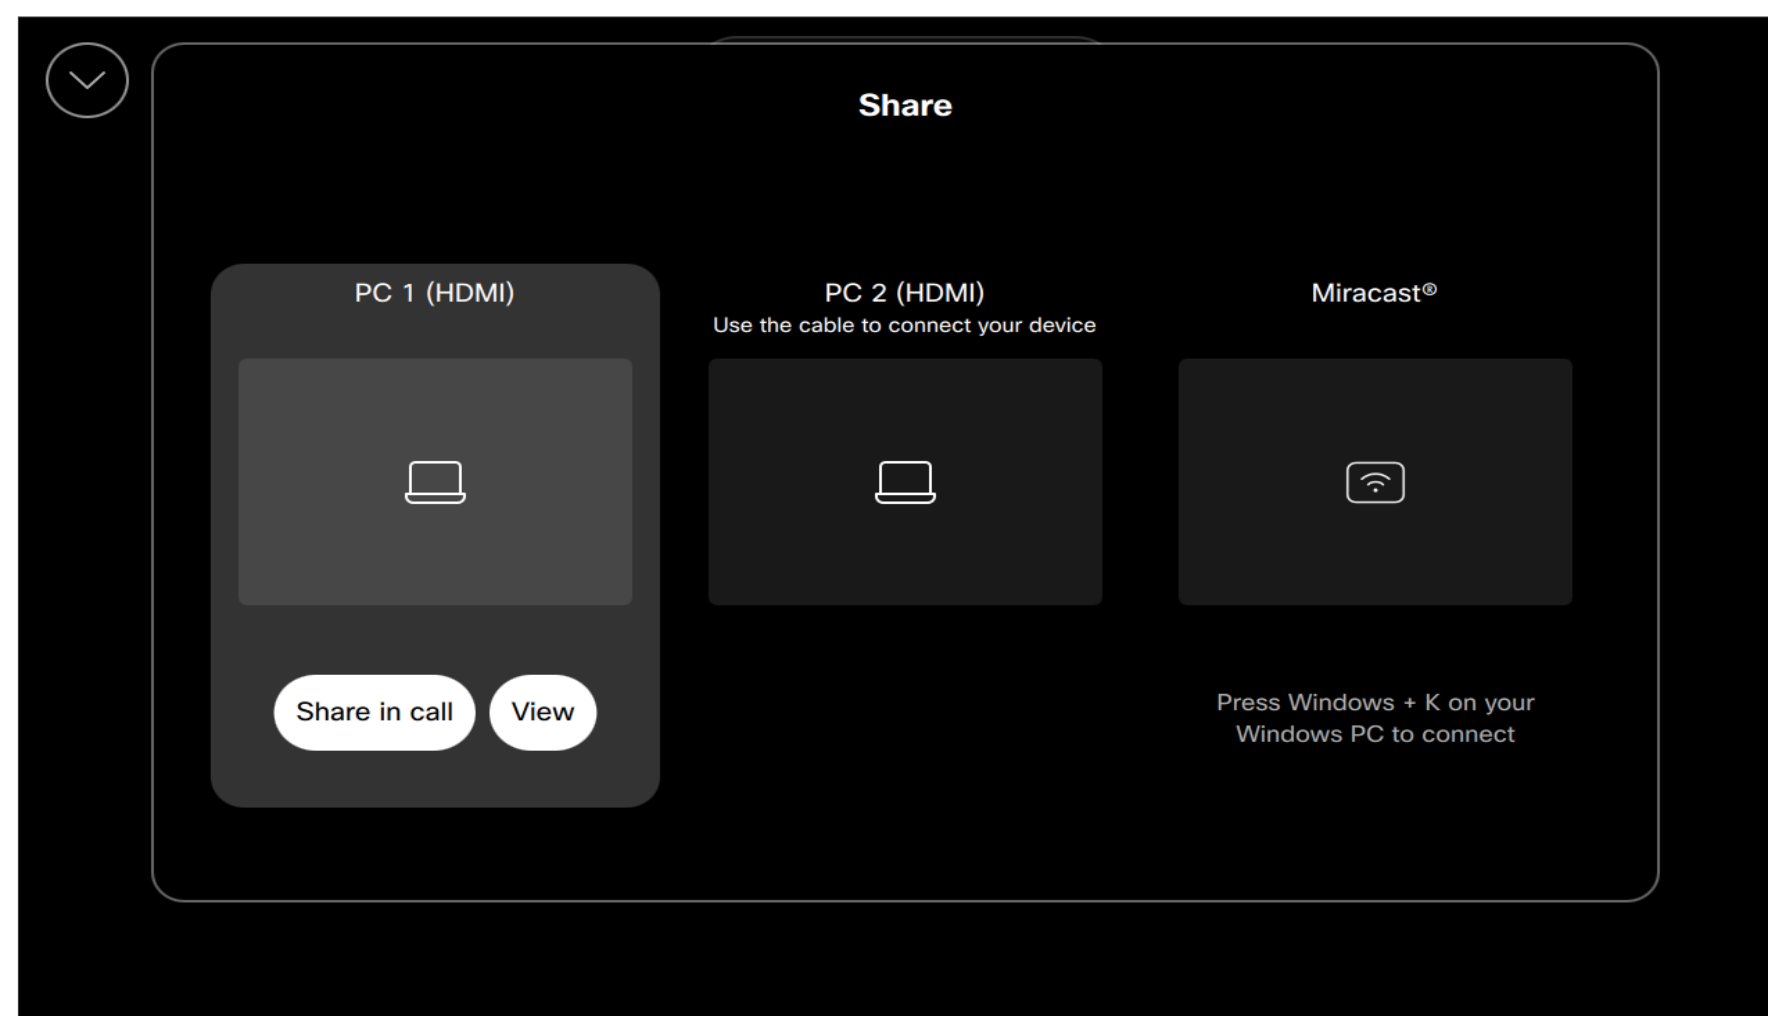 Share
PC 1 (HDMI)
Share in call
View
PC 2 (HDMI)
Use the cable to connect your device
Miracast®
Press Windows + K on your
Windows PC to connect